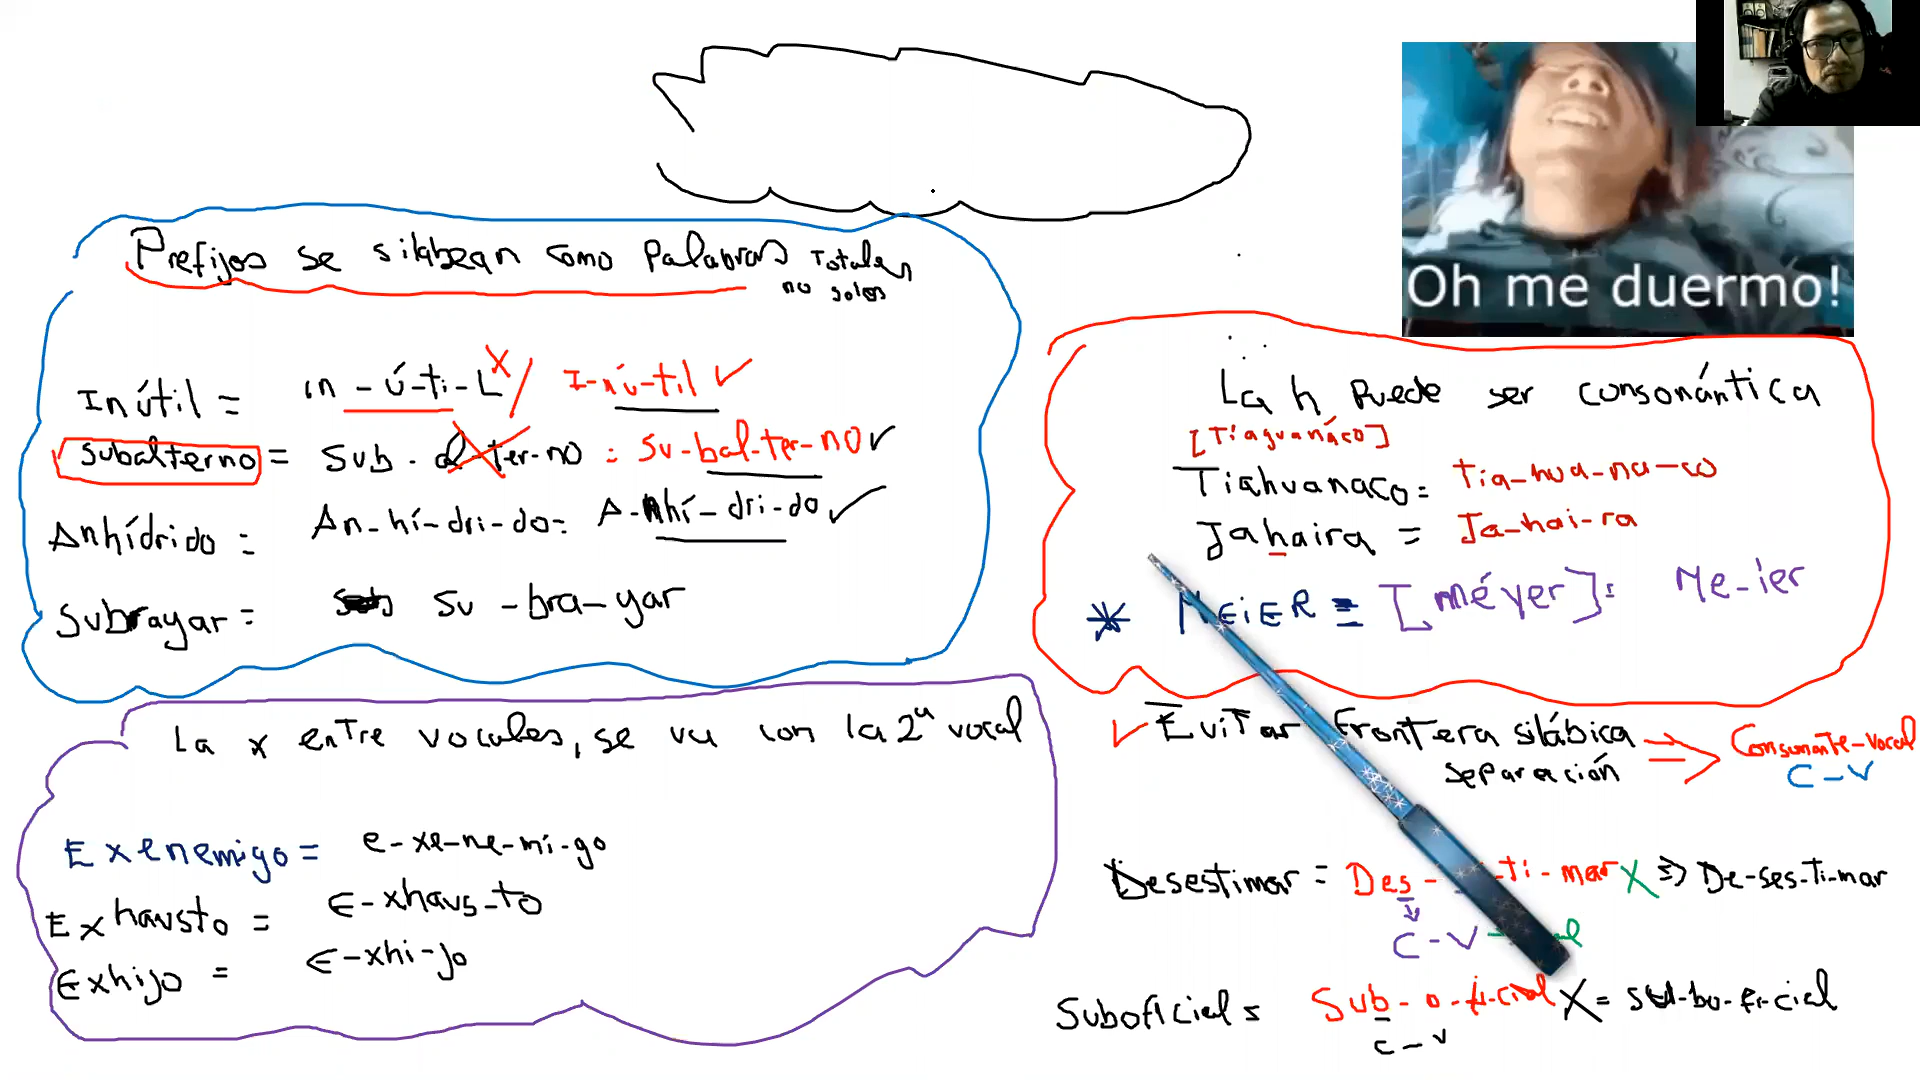 Prefijos se silabean como palabras totales
no solos
Inútil = in - ú - ti - L X / I-nú-til ✓
subalterno = Sub - al - ter - no = su-bal-ter-no ✓
Anhídrido = An-hí-dri-do = A-nhí-dri-do ✓
Subrayar = su-bra-yar
La x entre vocales, se va con la 2ª vocal
Exenemigo = e-xe-ne-mi-go
Exhausto = E-xhaus-to
Exhijo = E-xhi-jo
Oh me duermo!
La h puede ser consonántica
[Tiaguanáco]
Tiahuanaco = Tia-hua-na-co
Jahaira = Ja-hai-ra
* MEiER = [méyer] = Me-ier
✓ Evitar frontera silábica ⇒ Consonante-vocal
separación C - V
Desestimar = Des - ti - mar X ⇒ De-ses-ti-mar
C - V
Suboficial = Sub - o - fi-cial X =
C - V